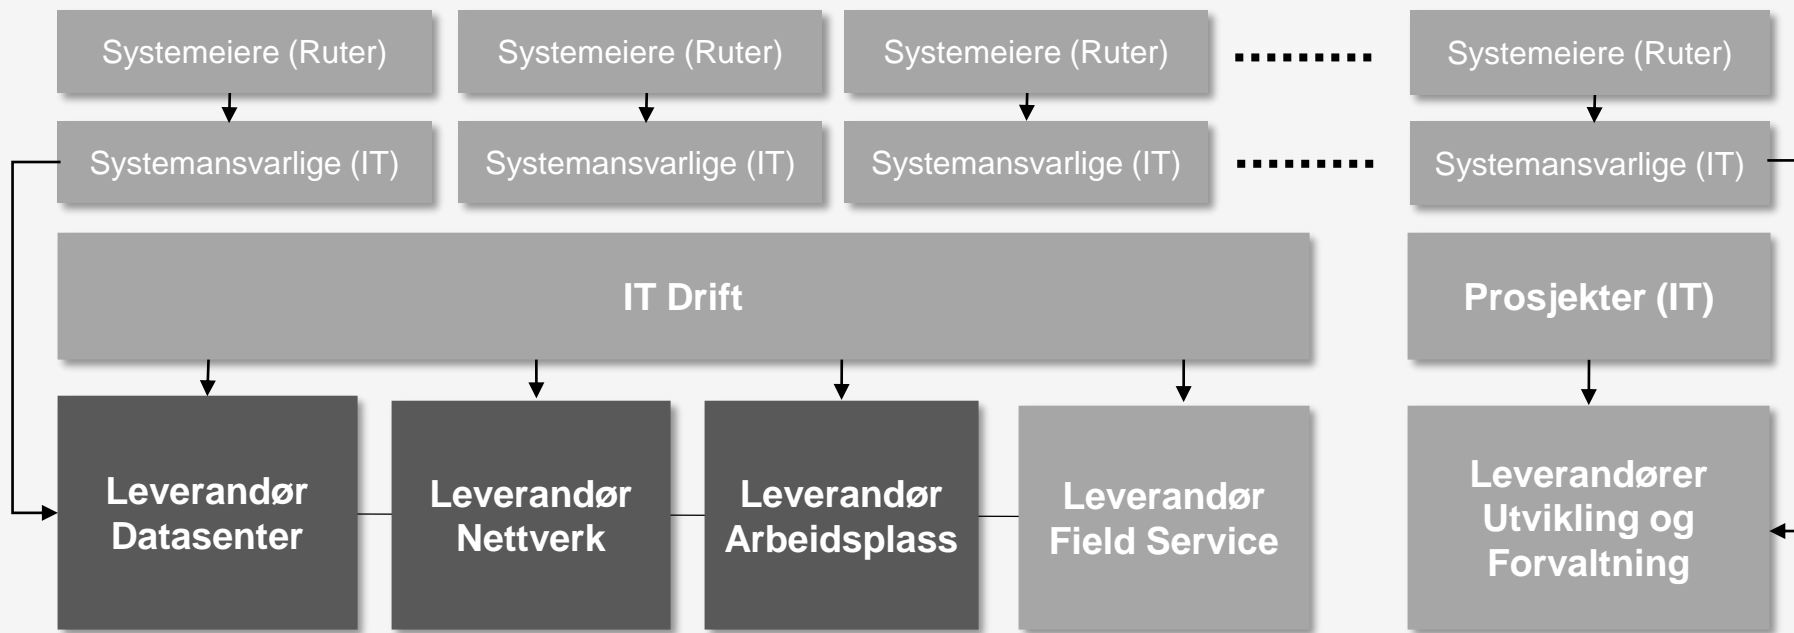 Systemeiere (Ruter)
Systemeiere (Ruter)
Systemeiere (Ruter)
Systemeiere (Ruter)
Systemansvarlige (IT)
Systemansvarlige (IT)
Systemansvarlige (IT)
Systemansvarlige (IT)
IT Drift
Prosjekter (IT)
Leverandør
Datasenter
Leverandør
Nettverk
Leverandør
Arbeidsplass
Leverandør
Field Service
Leverandører
Utvikling og
Forvaltning